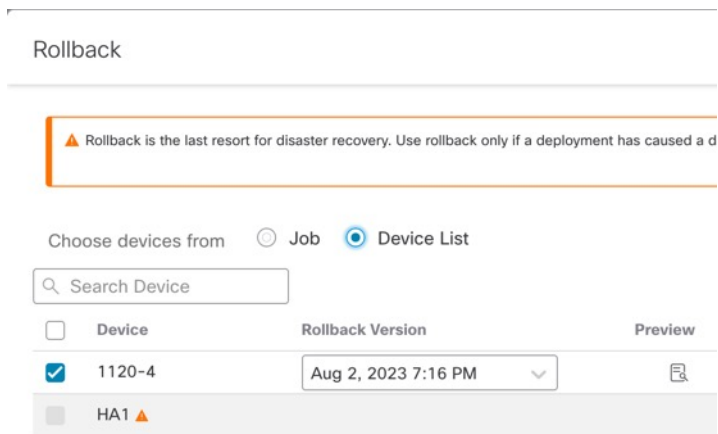 Rollback
Rollback is the last resort for disaster recovery. Use rollback only if a deployment has caused a d
Choose devices from Job Device List
Search Device
Device Rollback Version Preview
1120-4 Aug 2, 2023 7:16 PM
HA1